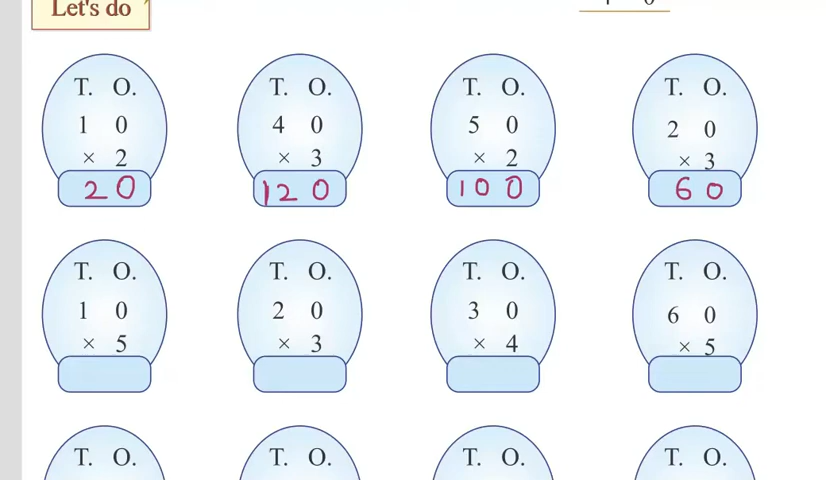 Let's do
T. O. T. O. T. O. T. O.
1 0 4 0 5 0 2 0
× 2 × 3 × 2 × 3
20 120 100 60
T. O. T. O. T. O. T. O.
1 0 2 0 3 0 6 0
× 5 × 3 × 4 × 5
T. O. T. O. T. O. T. O.